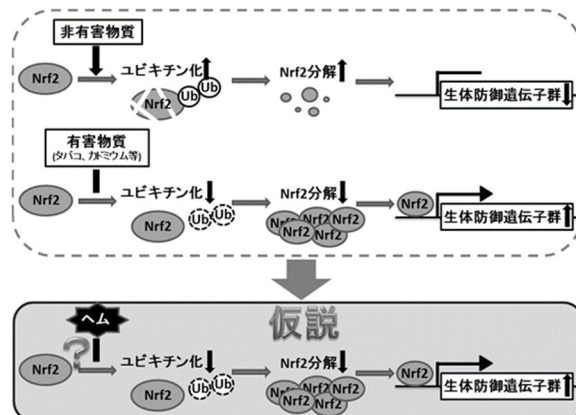 非有害物質
Nrf2
ユビキチン化
Nrf2
Ub
Ub
Nrf2分解
生体防御遺伝子群
有害物質
(タバコ、カドミウム等)
Nrf2
ユビキチン化
Nrf2
Ub
Ub
Nrf2分解
Nrf2
Nrf2
Nrf2
Nrf2
Nrf2
Nrf2
生体防御遺伝子群
仮説
ヘム
?
Nrf2
ユビキチン化
Nrf2
Ub
Ub
Nrf2分解
Nrf2
Nrf2
Nrf2
Nrf2
Nrf2
Nrf2
生体防御遺伝子群